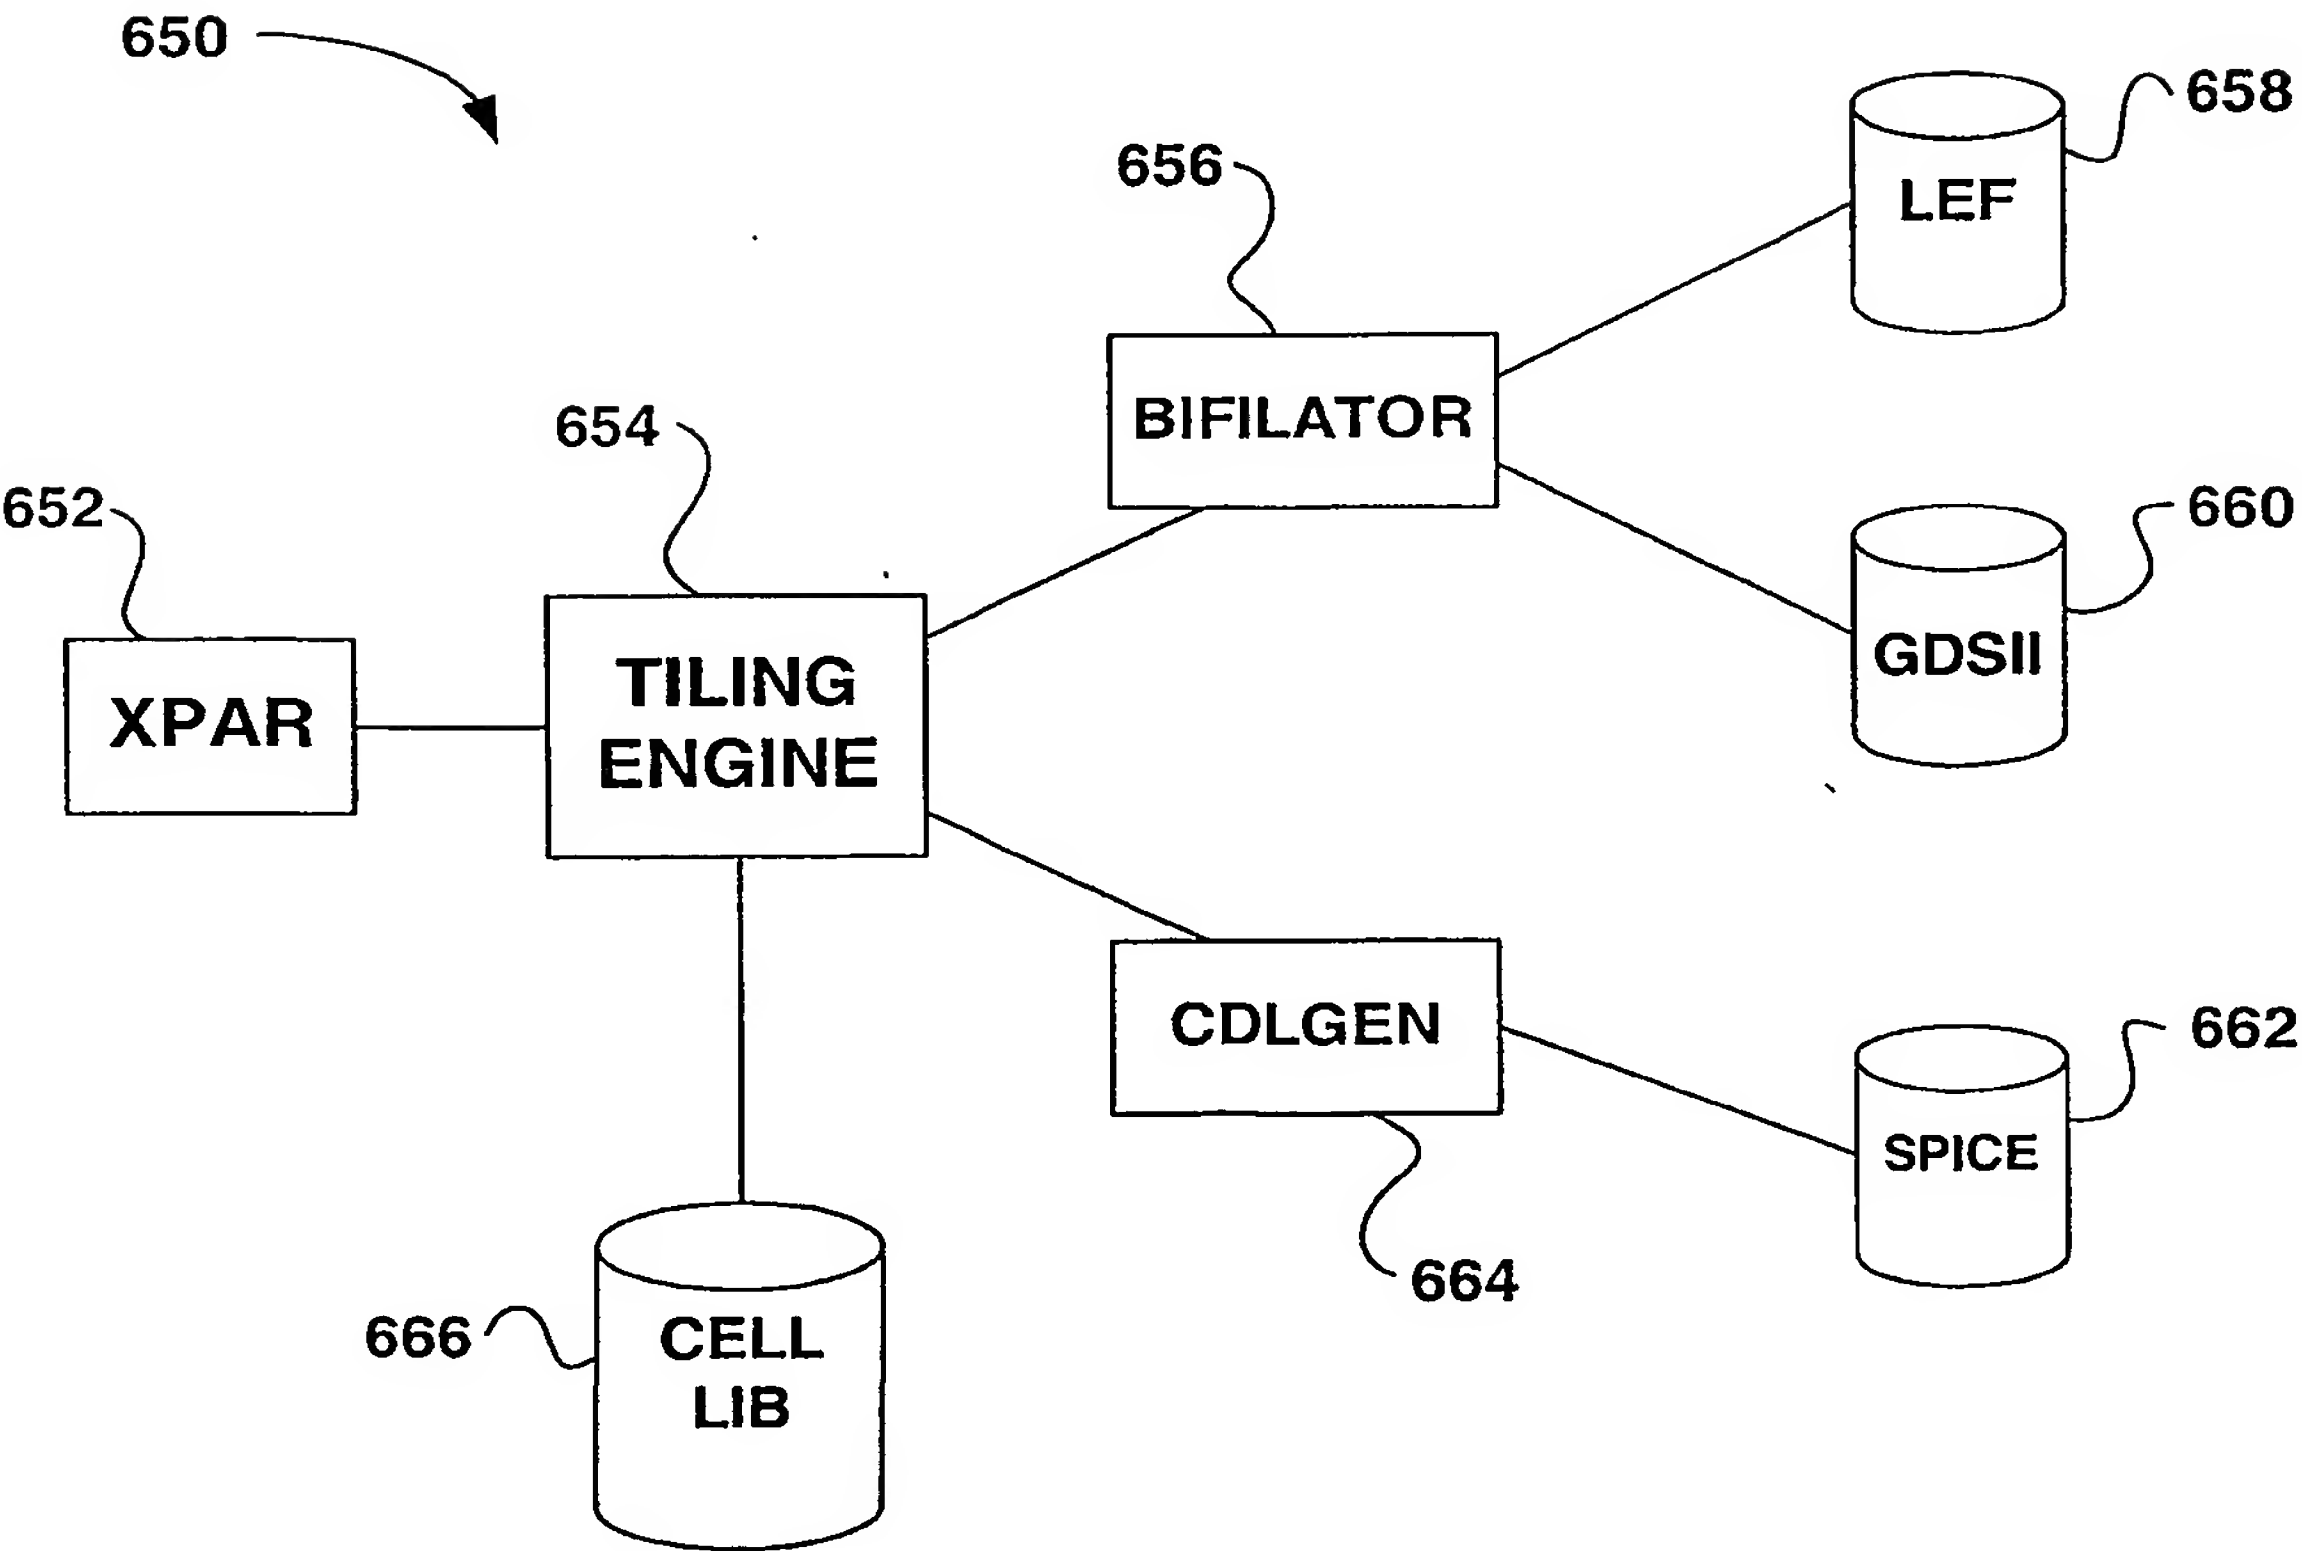 650
658
LEF
656
BIFILATOR
654
652
660
GDSII
XPAR
TILING
ENGINE
CDLGEN
662
SPICE
664
666
CELL
LIB